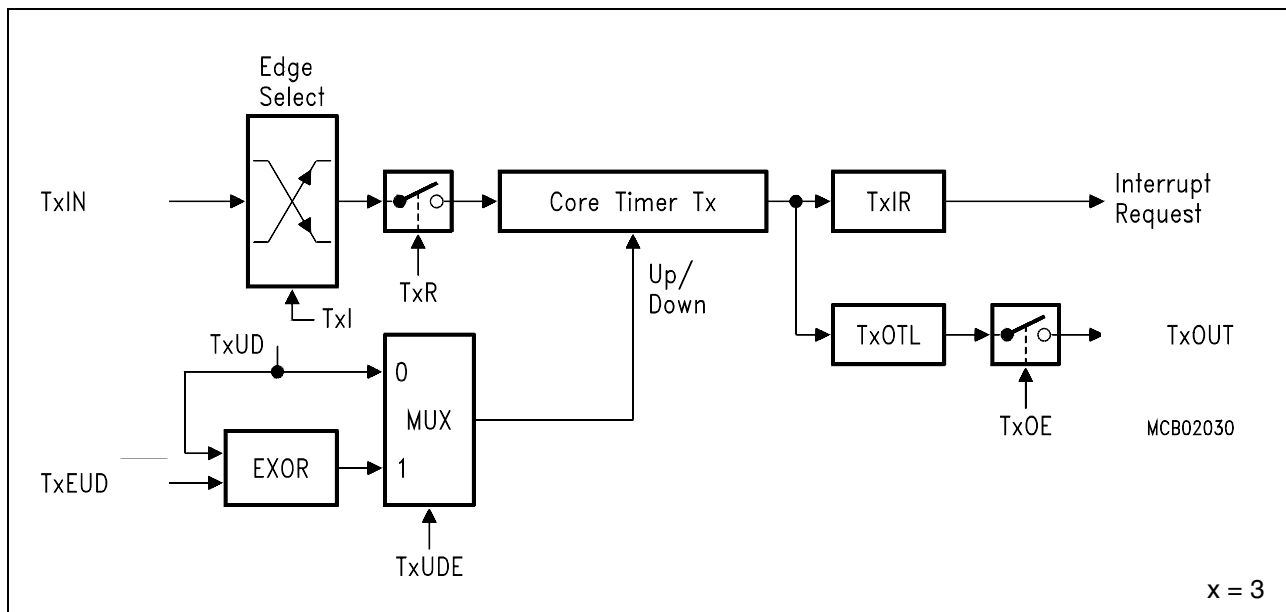 Edge
Select
TxIN
TxR
TxI
Core Timer Tx
Up/
Down
TxIR
Interrupt
Request
TxOTL
TxOUT
TxOE
TxUD
0
MUX
1
EXOR
TxEUD
TxUDE
MCB02030
x = 3